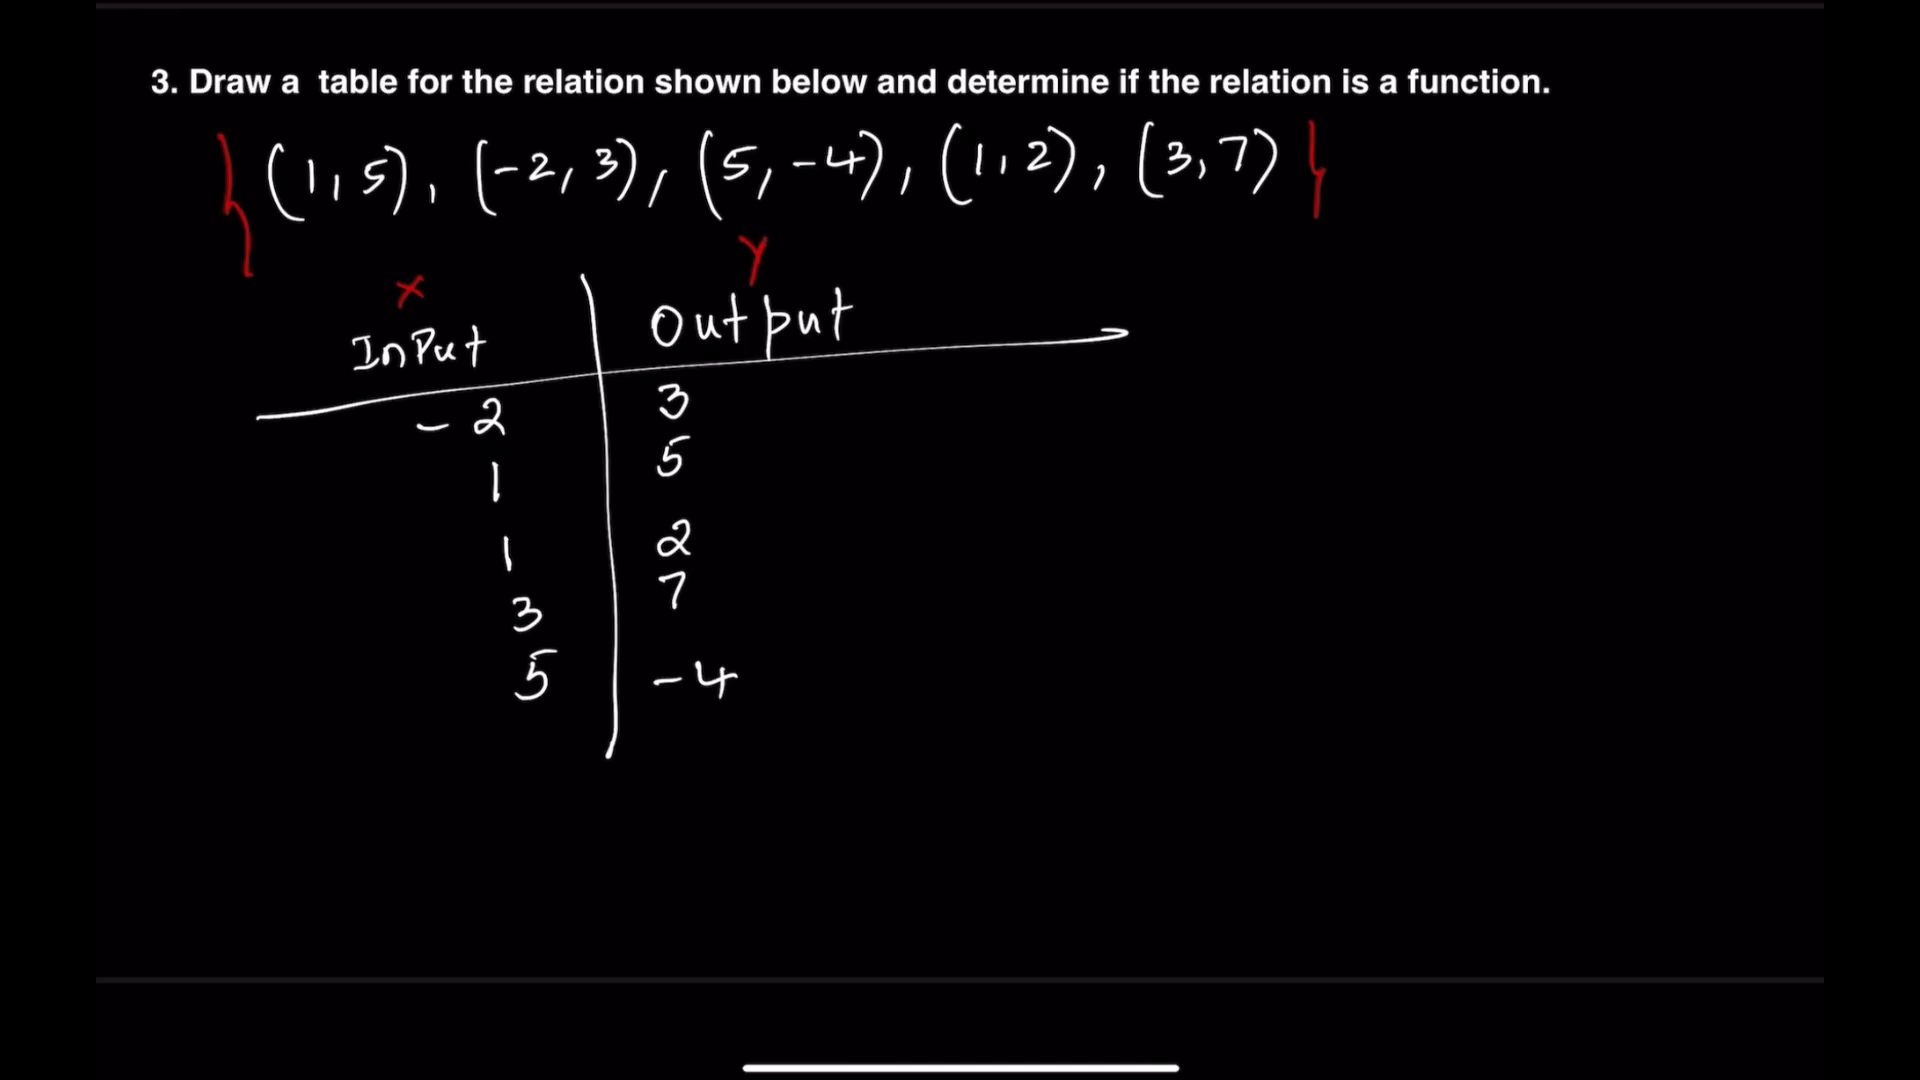 3. Draw a table for the relation shown below and determine if the relation is a function.
{ (1, 5), (-2, 3), (5, -4), (1, 2), (3, 7) }
x y
InPut Output
-2 3
1 5
1 2
3 7
5 -4